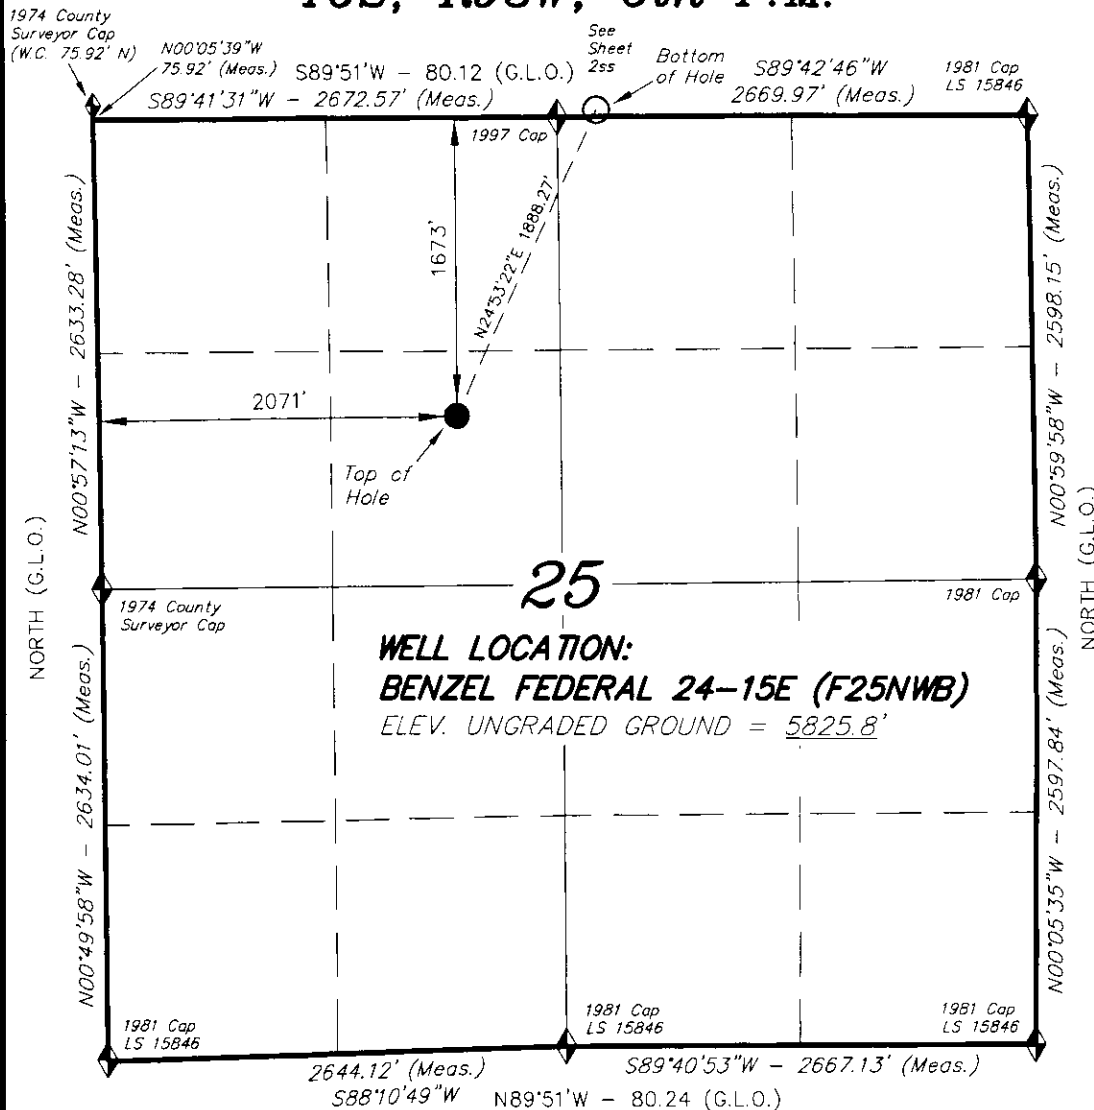 1974 County
Surveyor Cap
(W.C. 75.92' N)
N00°05'39"W
75.92' (Meas.)
S89°51'W - 80.12 (G.L.O.)
S89°41'31"W - 2672.57' (Meas.)
See
Sheet
2ss
Bottom
of Hole
S89°42'46"W
2669.97' (Meas.)
1981 Cap
LS 15846
1997 Cap
N00°57'13"W - 2633.28' (Meas.)
1673'
N24°53'22"E 1888.27'
N00°59'58"W - 2598.15' (Meas.)
2071'
Top of
Hole
NORTH (G.L.O.)
NORTH (G.L.O.)
25
1974 County
Surveyor Cap
1981 Cap
WELL LOCATION:
BENZEL FEDERAL 24-15E (F25NWB)
ELEV. UNGRADED GROUND = 5825.8'
N00°49'58"W - 2634.01' (Meas.)
N00°05'35"W - 2597.84' (Meas.)
1981 Cap
LS 15846
1981 Cap
LS 15846
1981 Cap
LS 15846
2644.12' (Meas.)
S88°10'49"W
S89°40'53"W - 2667.13' (Meas.)
N89°51'W - 80.24 (G.L.O.)